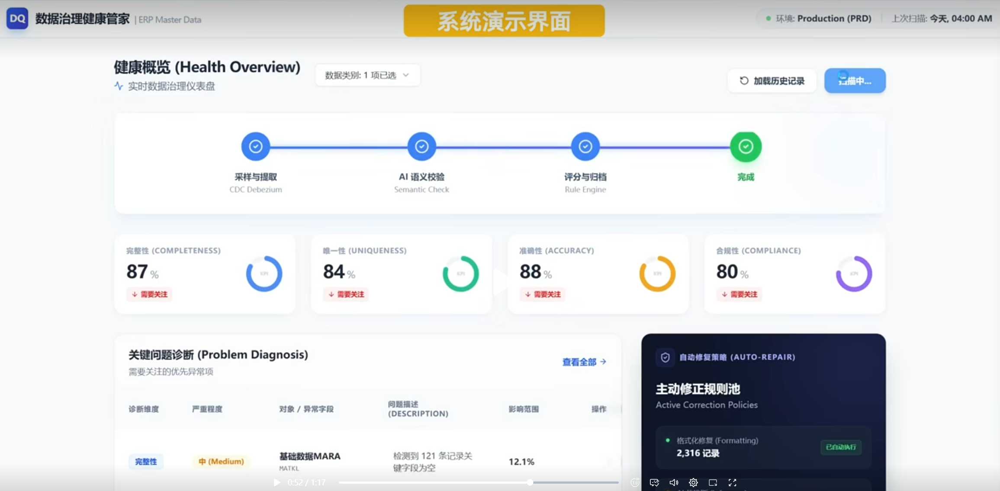 DQ 数据治理健康管家 | ERP Master Data
系统演示界面
环境: Production (PRD)
上次扫描: 今天, 04:00 AM
健康概览 (Health Overview)
实时数据治理仪表盘
数据类别: 1 项已选
加载历史记录
扫描中...
采样与提取
CDC Debezium
AI 语义校验
Semantic Check
评分与归档
Rule Engine
完成
完整性 (COMPLETENESS)
87 %
需要关注
KPI
唯一性 (UNIQUENESS)
84 %
需要关注
KPI
准确性 (ACCURACY)
88 %
需要关注
KPI
合规性 (COMPLIANCE)
80 %
需要关注
KPI
关键问题诊断 (Problem Diagnosis)
需要关注的优先异常项
查看全部
诊断维度
严重程度
对象 / 异常字段
问题描述
(DESCRIPTION)
影响范围
操作
完整性
中 (Medium)
基础数据MARA
MATKL
检测到 121 条记录关
键字段为空
12.1%
自动修复策略 (AUTO-REPAIR)
主动修正规则池
Active Correction Policies
格式化修复 (Formatting)
2,316 记录
已自动执行
0:52 / 1:17
1.0